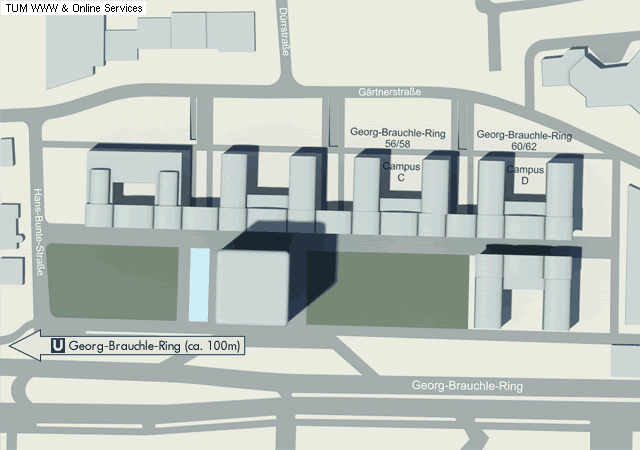 TUM WWW & Online Services
Dürrstraße
Gärtnerstraße
Georg-Brauchle-Ring
56/58
Georg-Brauchle-Ring
60/62
Campus
C
Campus
D
Hans-Bunte-Straße
U Georg-Brauchle-Ring (ca. 100m)
Georg-Brauchle-Ring